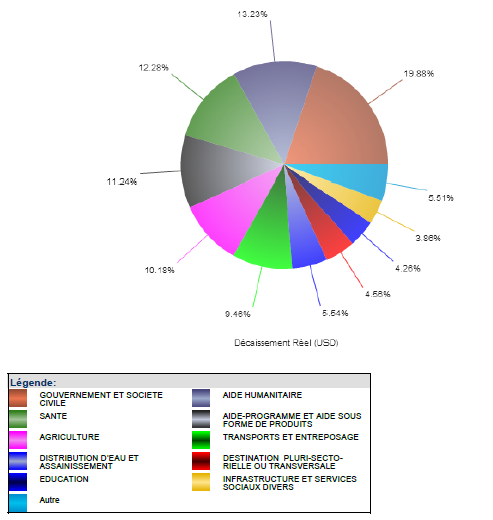 13.23%
12.28%
19.88%
11.24%
5.51%
3.96%
10.18%
4.26%
4.56%
9.46%
5.54%
Décaissement Réel (USD)
Légende:
GOUVERNEMENT ET SOCIETE
CIVILE
AIDE HUMANITAIRE
SANTE
AIDE-PROGRAMME ET AIDE SOUS
FORME DE PRODUITS
AGRICULTURE
TRANSPORTS ET ENTREPOSAGE
DISTRIBUTION D'EAU ET
ASSAINISSEMENT
DESTINATION PLURI-SECTO-
RIELLE OU TRANSVERSALE
EDUCATION
INFRASTRUCTURE ET SERVICES
SOCIAUX DIVERS
Autre